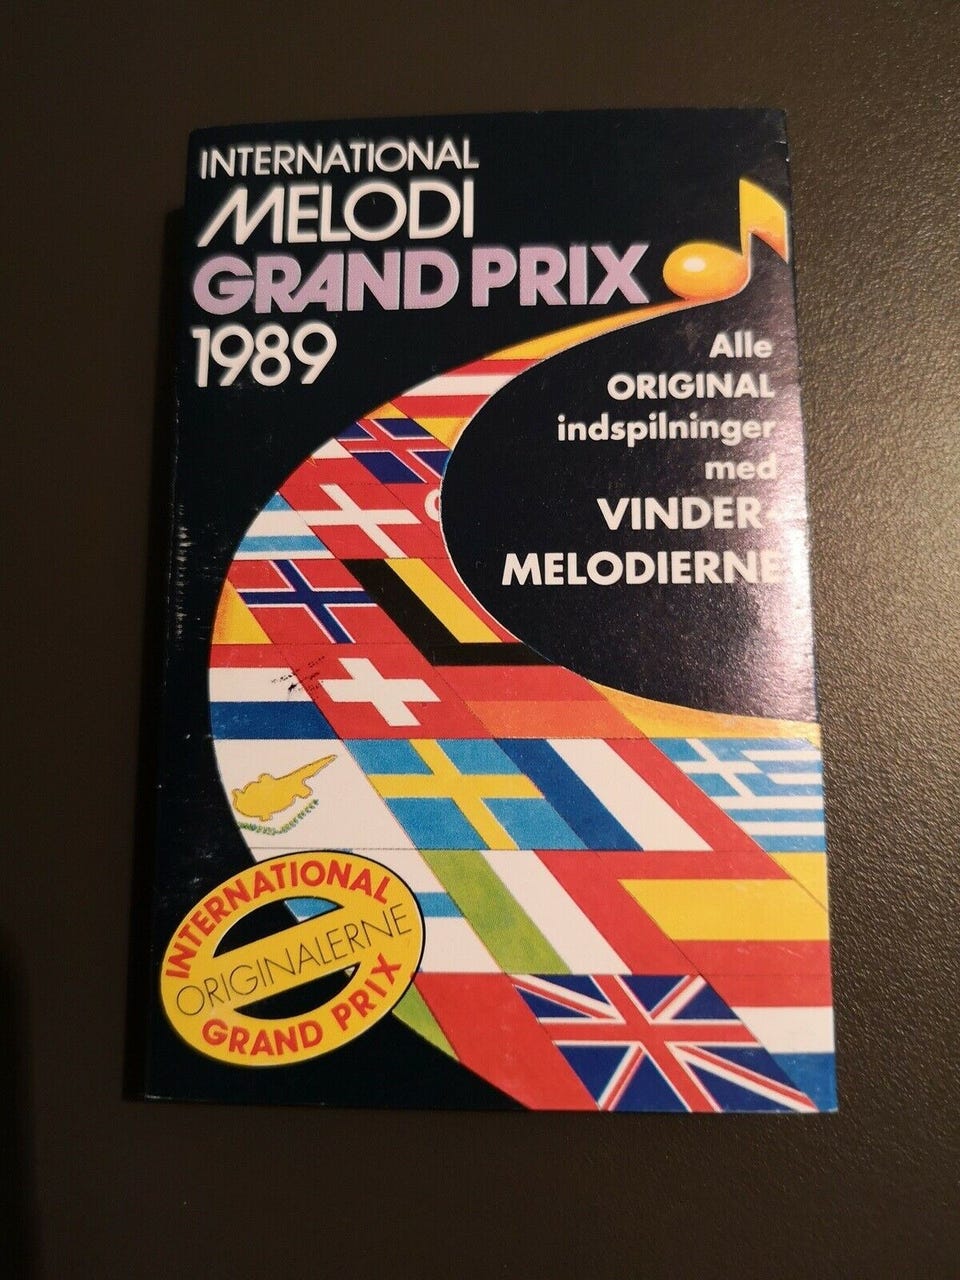 INTERNATIONAL
MELODI
GRAND PRIX
1989
Alle
ORIGINAL
indspilninger
med
VINDER-
MELODIERNE
INTERNATIONAL
ORIGINALERNE
GRAND PRIX